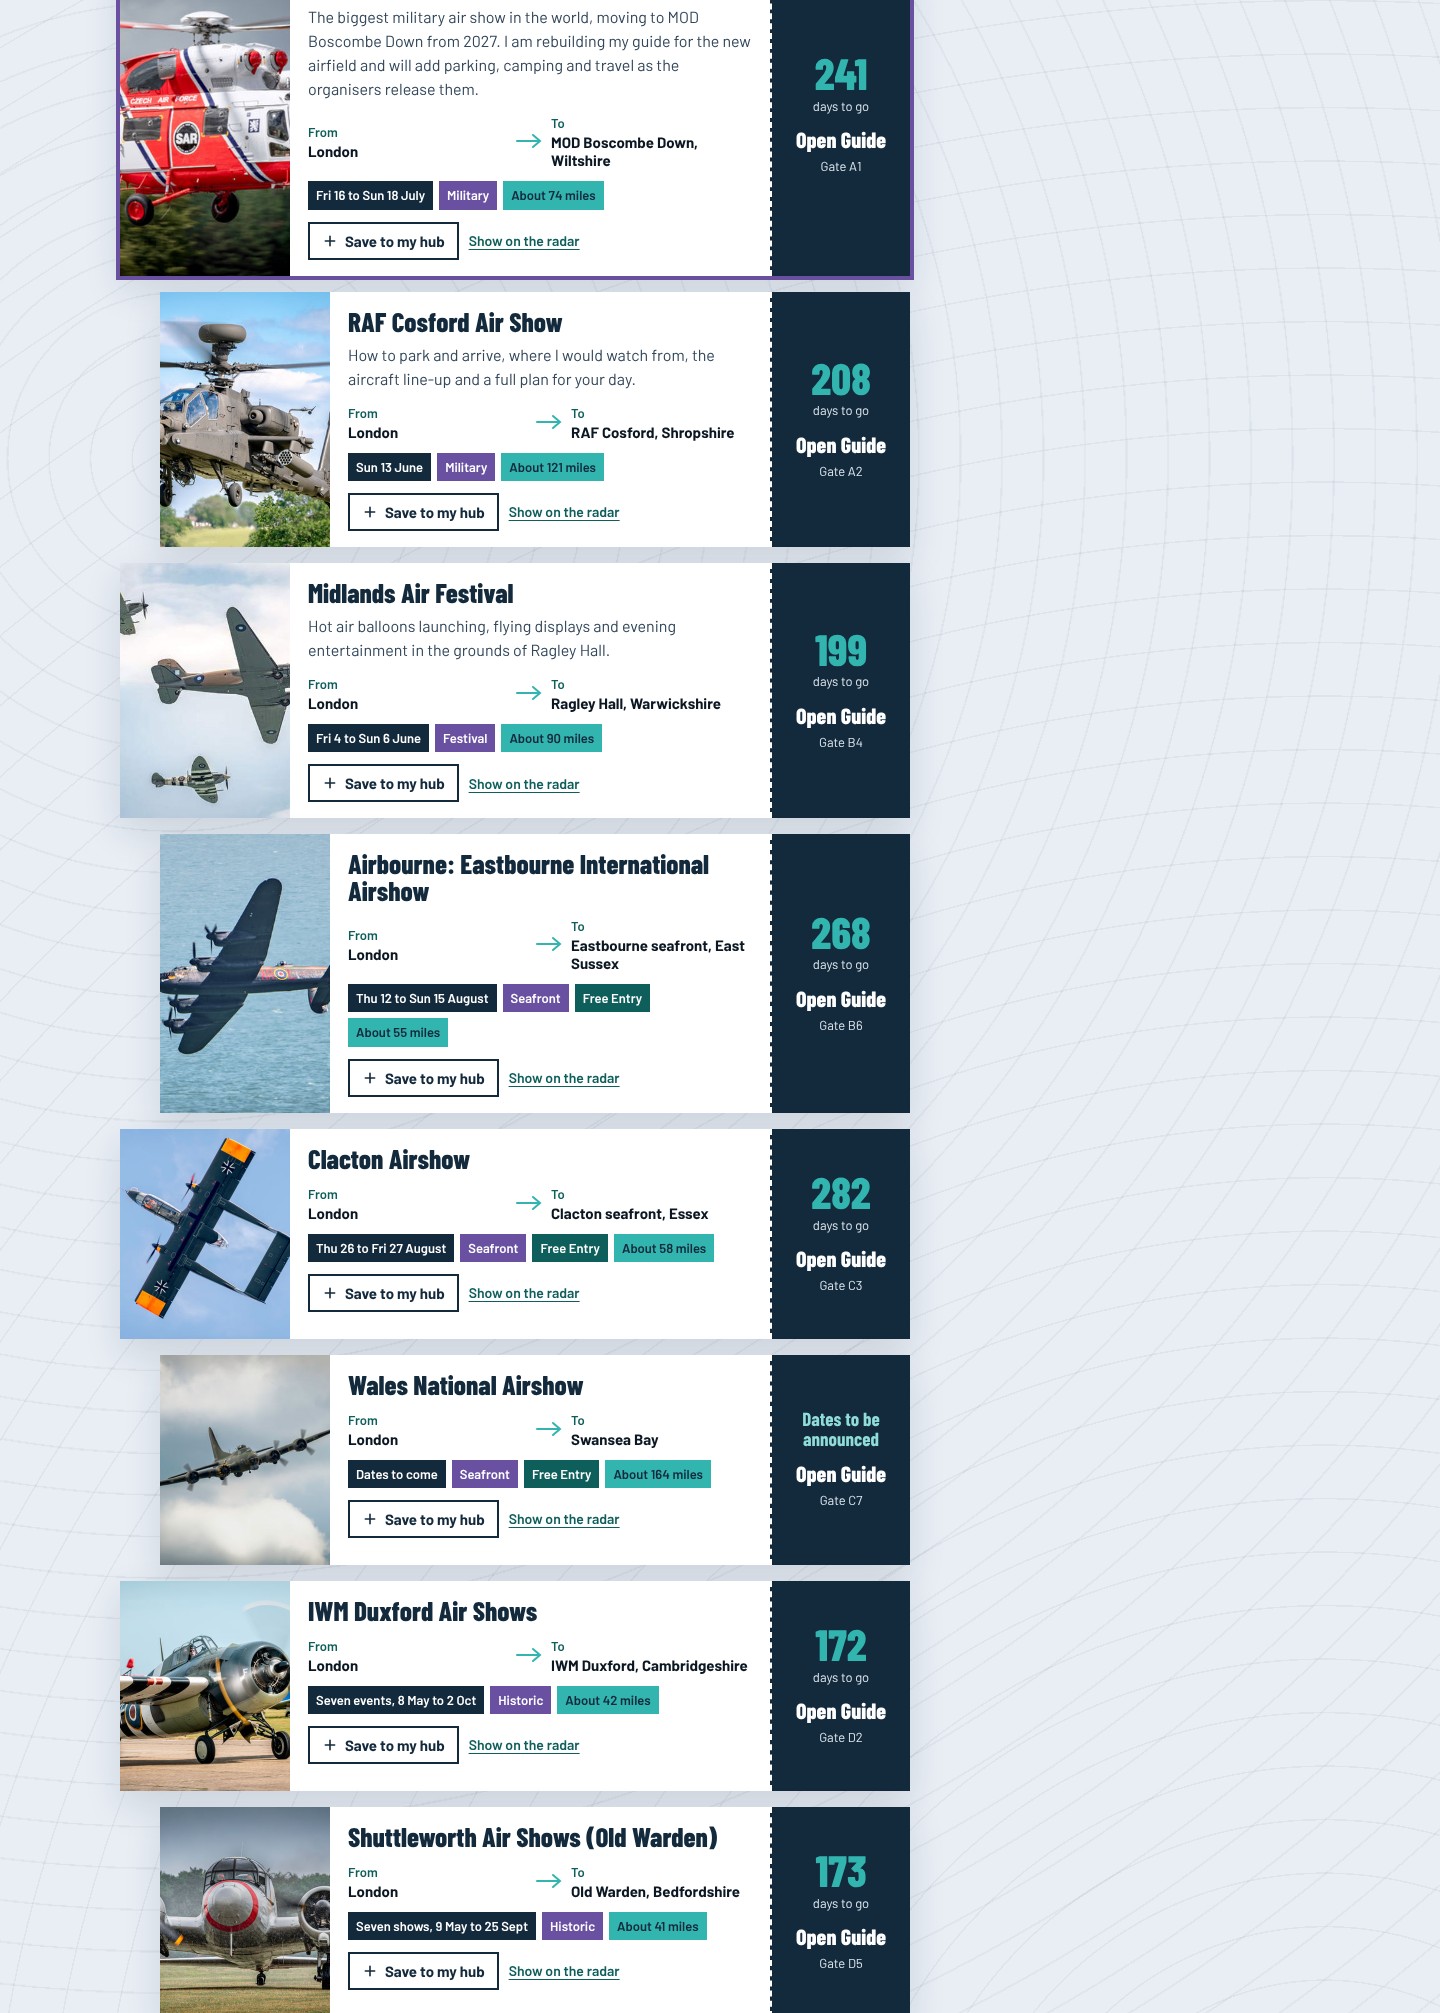 The biggest military air show in the world, moving to MOD
Boscombe Down from 2027. I am rebuilding my guide for the new
airfield and will add parking, camping and travel as the
organisers release them.
From
London
To
MOD Boscombe Down,
Wiltshire
Fri 16 to Sun 18 July
Military
About 74 miles
+ Save to my hub
Show on the radar
241
days to go
Open Guide
Gate A1
CZECH AIR FORCE
SAR
RAF Cosford Air Show
How to park and arrive, where I would watch from, the
aircraft line-up and a full plan for your day.
From
London
To
RAF Cosford, Shropshire
Sun 13 June
Military
About 121 miles
+ Save to my hub
Show on the radar
208
days to go
Open Guide
Gate A2
Midlands Air Festival
Hot air balloons launching, flying displays and evening
entertainment in the grounds of Ragley Hall.
From
London
To
Ragley Hall, Warwickshire
Fri 4 to Sun 6 June
Festival
About 90 miles
+ Save to my hub
Show on the radar
199
days to go
Open Guide
Gate B4
Airbourne: Eastbourne International
Airshow
From
London
To
Eastbourne seafront, East
Sussex
Thu 12 to Sun 15 August
Seafront
Free Entry
About 55 miles
+ Save to my hub
Show on the radar
268
days to go
Open Guide
Gate B6
Clacton Airshow
From
London
To
Clacton seafront, Essex
Thu 26 to Fri 27 August
Seafront
Free Entry
About 58 miles
+ Save to my hub
Show on the radar
282
days to go
Open Guide
Gate C3
Wales National Airshow
From
London
To
Swansea Bay
Dates to come
Seafront
Free Entry
About 164 miles
+ Save to my hub
Show on the radar
Dates to be
announced
Open Guide
Gate C7
IWM Duxford Air Shows
From
London
To
IWM Duxford, Cambridgeshire
Seven events, 8 May to 2 Oct
Historic
About 42 miles
+ Save to my hub
Show on the radar
172
days to go
Open Guide
Gate D2
Shuttleworth Air Shows (Old Warden)
From
London
To
Old Warden, Bedfordshire
Seven shows, 9 May to 25 Sept
Historic
About 41 miles
+ Save to my hub
Show on the radar
173
days to go
Open Guide
Gate D5